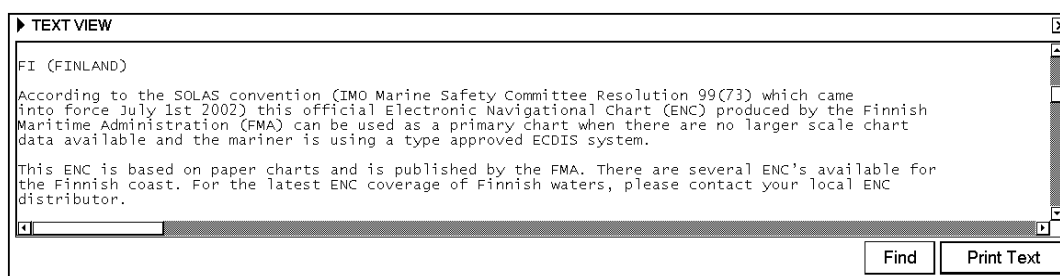 TEXT VIEW
FI (FINLAND)
According to the SOLAS convention (IMO Marine Safety Committee Resolution 99(73) which came
into force July 1st 2002) this official Electronic Navigational Chart (ENC) produced by the Finnish
Maritime Administration (FMA) can be used as a primary chart when there are no larger scale chart
data available and the mariner is using a type approved ECDIS system.
This ENC is based on paper charts and is published by the FMA. There are several ENC's available for
the Finnish coast. For the latest ENC coverage of Finnish waters, please contact your local ENC
distributor.
Find Print Text